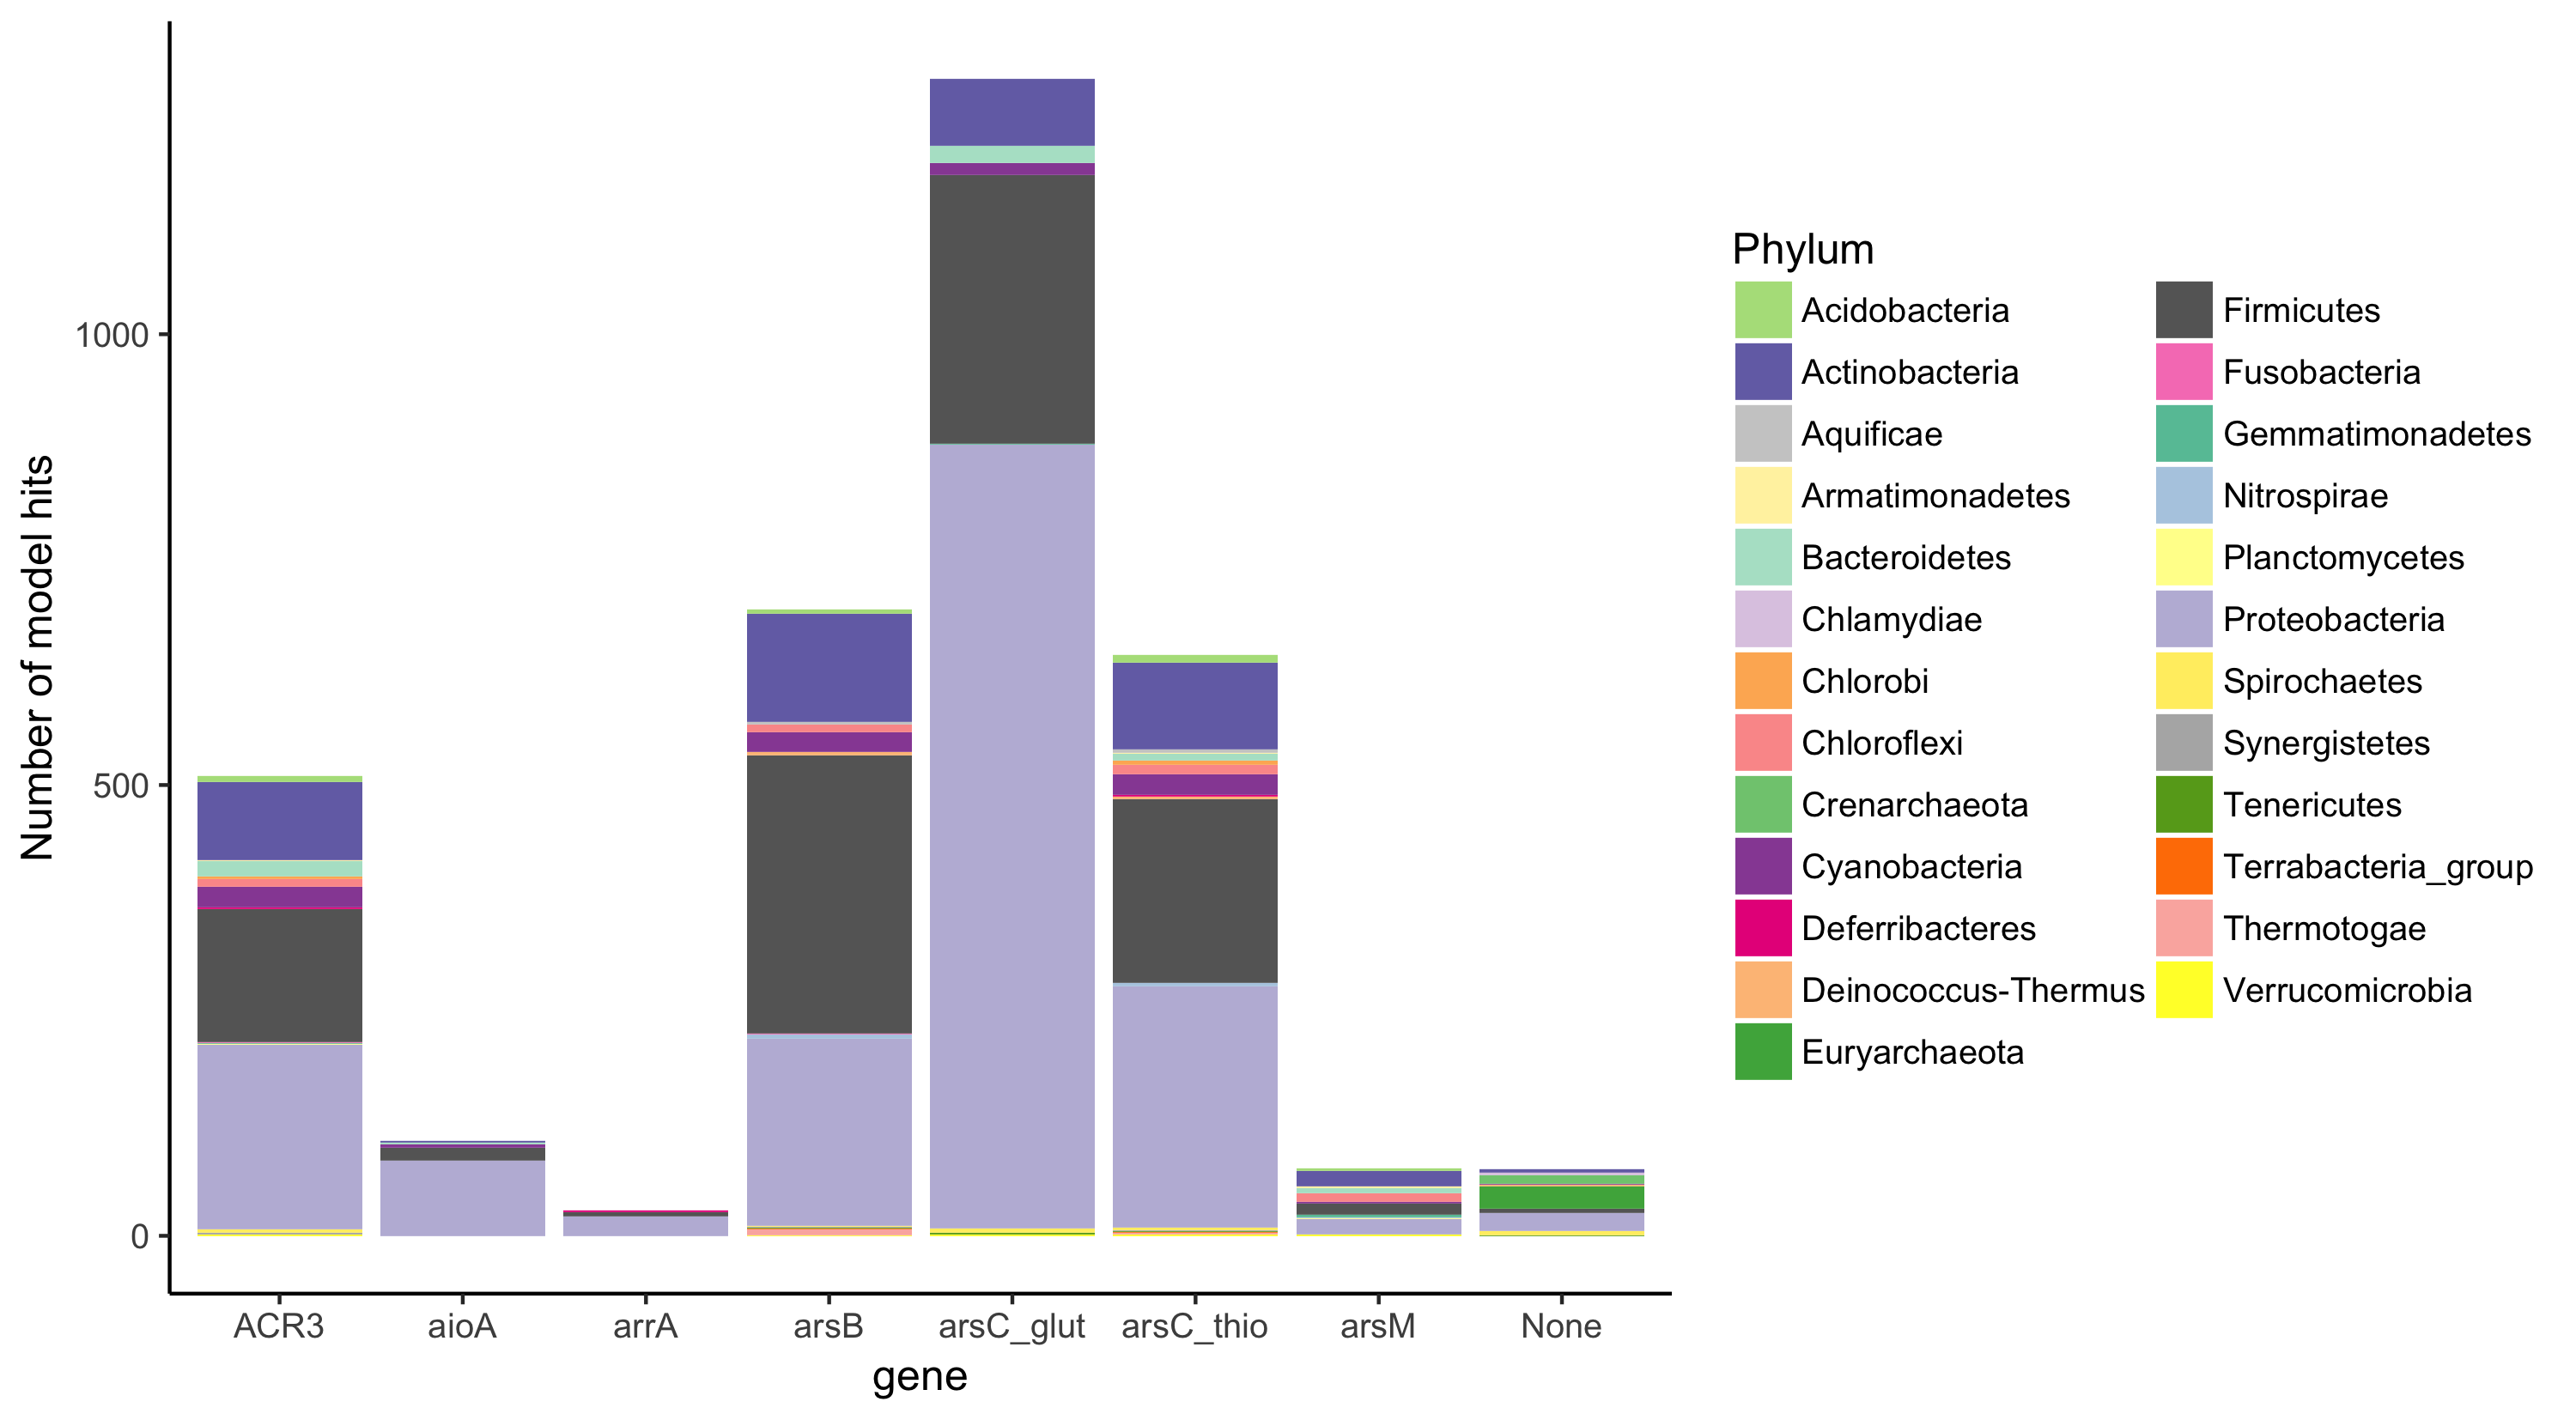 Number of model hits
1000
500
0
ACR3 aioA arrA arsB arsC_glut arsC_thio arsM None
gene
Phylum
Acidobacteria
Actinobacteria
Aquificae
Armatimonadetes
Bacteroidetes
Chlamydiae
Chlorobi
Chloroflexi
Crenarchaeota
Cyanobacteria
Deferribacteres
Deinococcus-Thermus
Euryarchaeota
Firmicutes
Fusobacteria
Gemmatimonadetes
Nitrospirae
Planctomycetes
Proteobacteria
Spirochaetes
Synergistetes
Tenericutes
Terrabacteria_group
Thermotogae
Verrucomicrobia